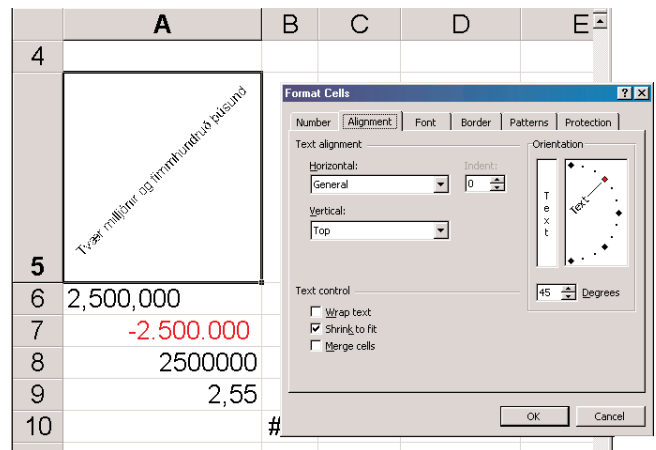 A B C D E
4
Tvær milljónir og fimmhundruð þúsund
5
6 2,500,000
7 -2.500.000
8 2500000
9 2,55
10 #
Format Cells ? X
Number Alignment Font Border Patterns Protection
Text alignment
Horizontal: Indent:
General 0
Vertical:
Top
Orientation
Text
Text
45 Degrees
Text control
Wrap text
Shrink to fit
Merge cells
OK Cancel